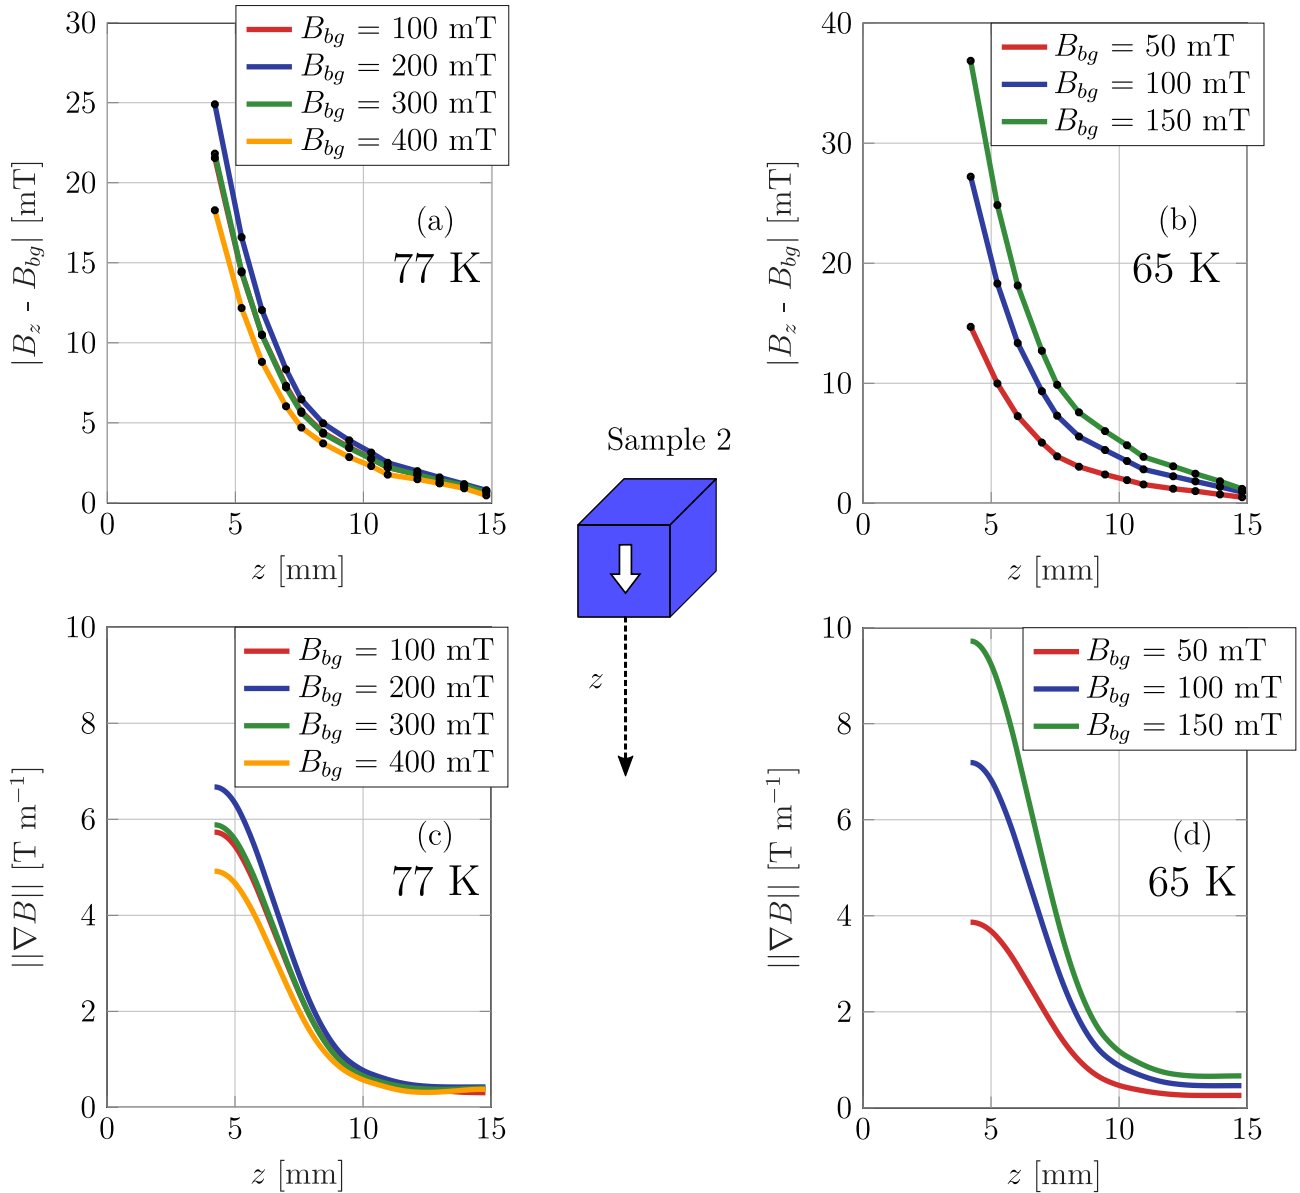 30
25
20
15
10
5
0
|B_z - B_bg| [mT]
B_bg = 100 mT
B_bg = 200 mT
B_bg = 300 mT
B_bg = 400 mT
(a)
77 K
0 5 10 15
z [mm]
40
30
20
10
0
|B_z - B_bg| [mT]
B_bg = 50 mT
B_bg = 100 mT
B_bg = 150 mT
(b)
65 K
0 5 10 15
z [mm]
Sample 2
z
10
8
6
4
2
0
||∇B|| [T m⁻¹]
B_bg = 100 mT
B_bg = 200 mT
B_bg = 300 mT
B_bg = 400 mT
(c)
77 K
0 5 10 15
z [mm]
10
8
6
4
2
0
||∇B|| [T m⁻¹]
B_bg = 50 mT
B_bg = 100 mT
B_bg = 150 mT
(d)
65 K
0 5 10 15
z [mm]